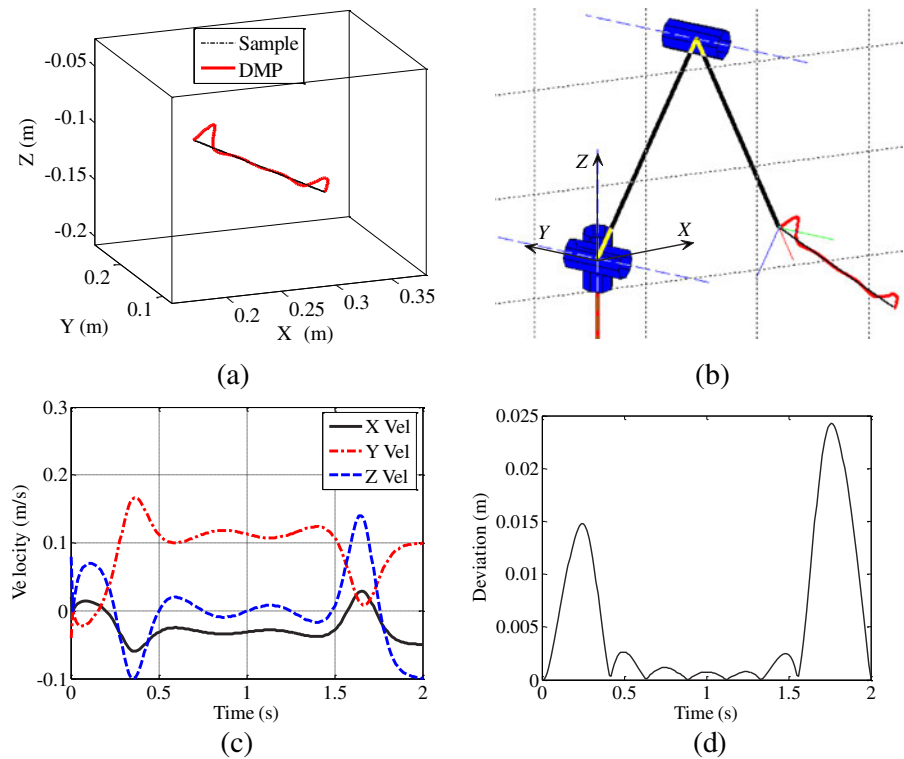 Sample
DMP
-0.05
-0.1
-0.15
-0.2
Z (m)
0.2
0.1
Y (m)
0.2
0.25
0.3
0.35
X (m)
(a)
Z
Y
X
(b)
0.3
0.2
0.1
0
-0.1
Ve locity (m/s)
X Vel
Y Vel
Z Vel
0
0.5
1
1.5
2
Time (s)
(c)
0.025
0.02
0.015
0.01
0.005
0
Deviation (m)
0
0.5
1
1.5
2
Time (s)
(d)